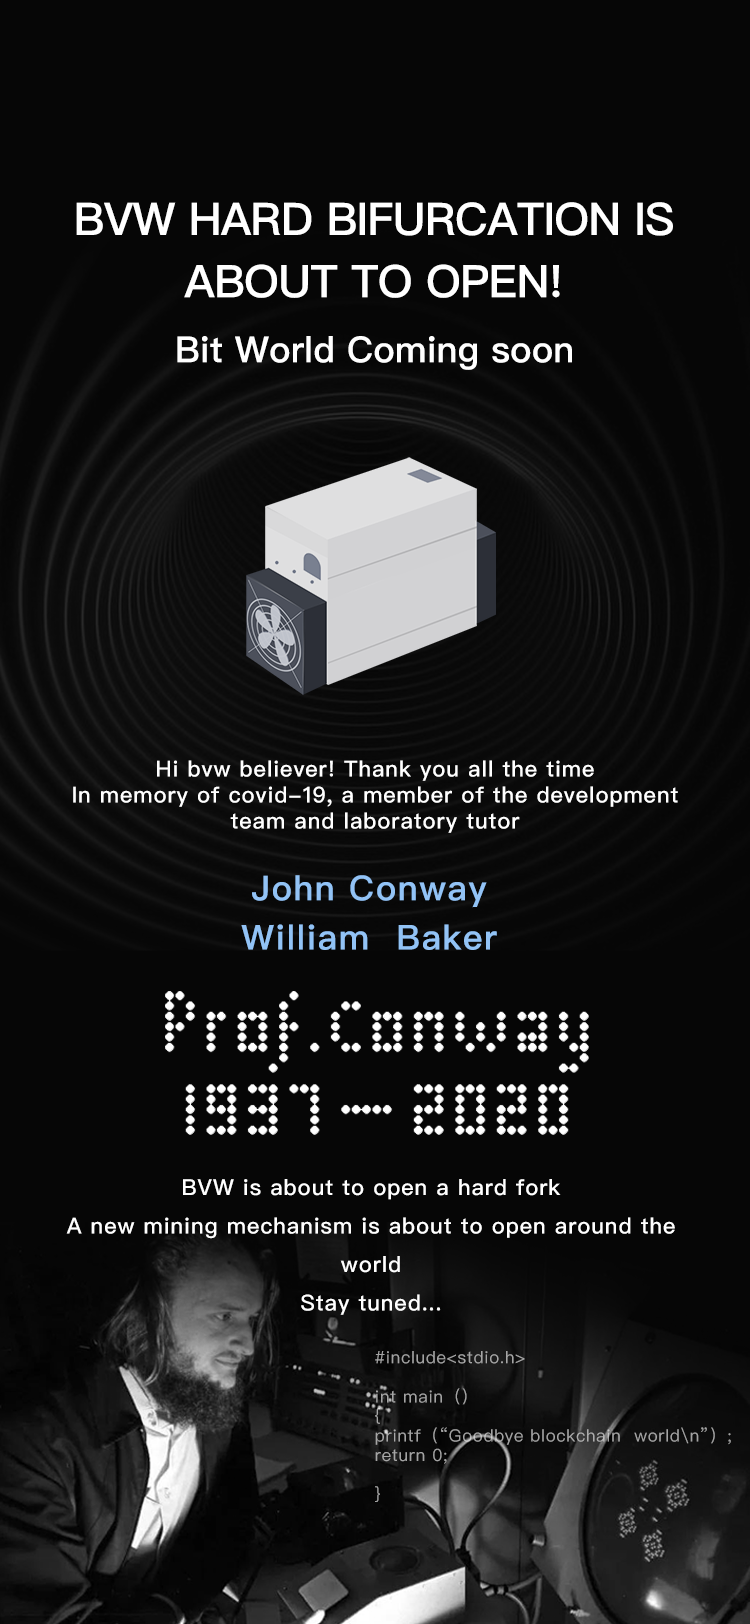 BVW HARD BIFURCATION IS
ABOUT TO OPEN!
Bit World Coming soon
Hi bvw believer! Thank you all the time
In memory of covid-19, a member of the development
team and laboratory tutor
John Conway
William Baker
Prof.Conway
1937—2020
BVW is about to open a hard fork
A new mining mechanism is about to open around the
world
Stay tuned...
#include<stdio.h>
int main （）
{
printf（“Goodbye blockchain world\n”）;
return 0;
}